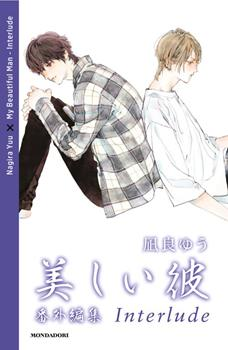 Nagira Yuu × My Beautiful Man - Interlude
凪良ゆう
美しい彼
番外編集 Interlude
MONDADORI